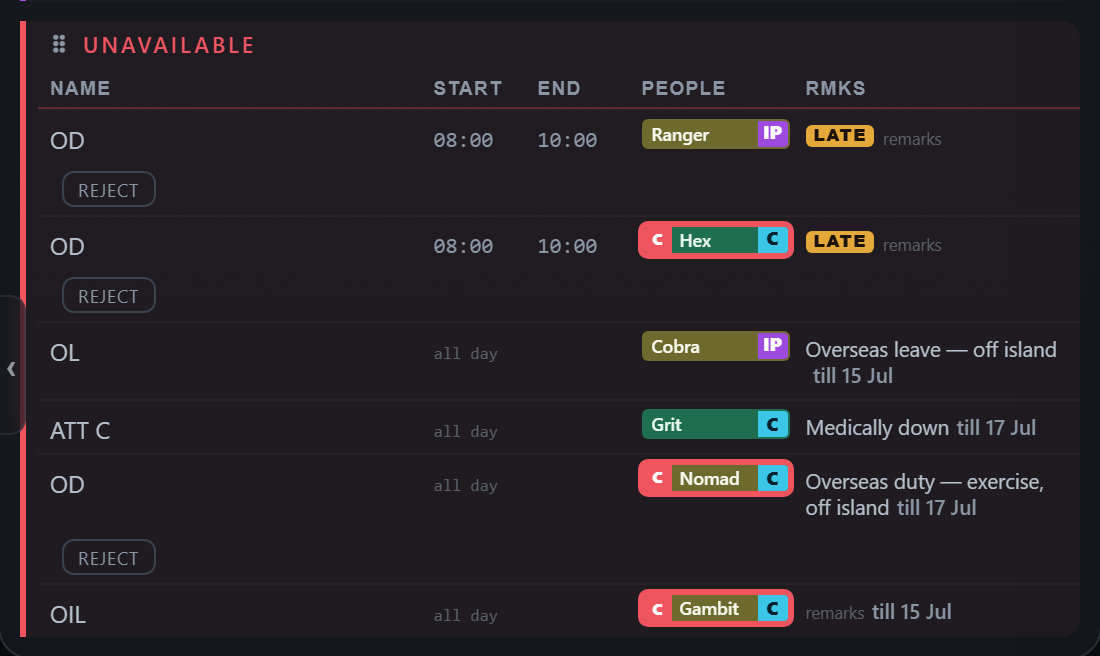 UNAVAILABLE
NAME START END PEOPLE RMKS
OD 08:00 10:00 Ranger IP LATE remarks
REJECT
OD 08:00 10:00 C Hex C LATE remarks
REJECT
OL all day Cobra IP Overseas leave — off island
till 15 Jul
ATT C all day Grit C Medically down till 17 Jul
OD all day C Nomad C Overseas duty — exercise,
off island till 17 Jul
REJECT
OIL all day C Gambit C remarks till 15 Jul